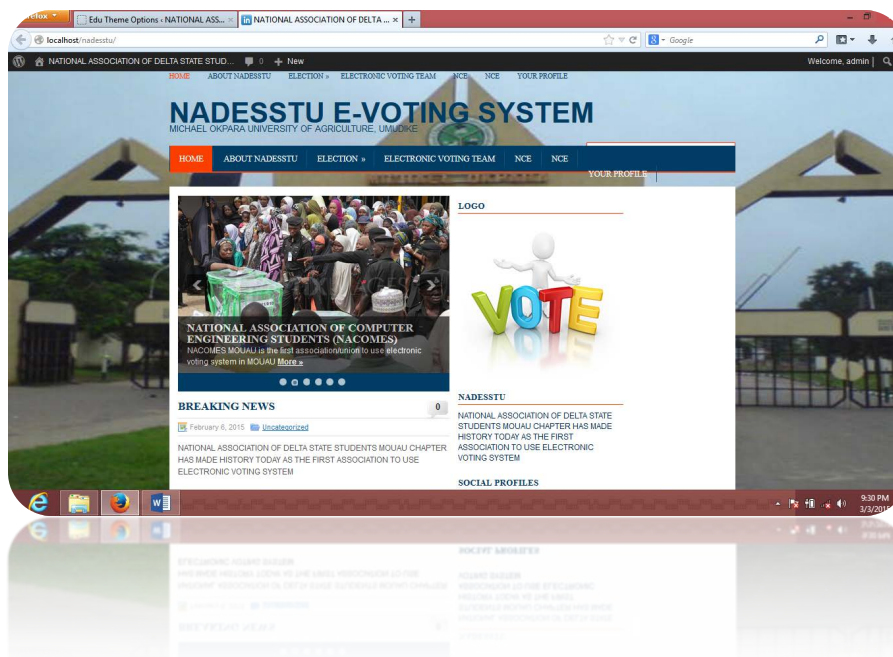 Edu Theme Options ‹ NATIONAL ASS...
NATIONAL ASSOCIATION OF DELTA ...
localhost/nadesstu/
Google
NATIONAL ASSOCIATION OF DELTA STATE STUD...
0
New
Welcome, admin
HOME ABOUT NADESSTU ELECTION » ELECTRONIC VOTING TEAM NCE NCE YOUR PROFILE
NADESSTU E-VOTING SYSTEM
MICHAEL OKPARA UNIVERSITY OF AGRICULTURE, UMUDIKE
HOME ABOUT NADESSTU ELECTION » ELECTRONIC VOTING TEAM NCE NCE
YOUR PROFILE
NATIONAL ASSOCIATION OF COMPUTER
ENGINEERING STUDENTS (NACOMES)
NACOMES MOUAU is the first association/union to use electronic
voting system in MOUAU More »
BREAKING NEWS
0
February 6, 2015 Uncategorized
NATIONAL ASSOCIATION OF DELTA STATE STUDENTS MOUAU CHAPTER
HAS MADE HISTORY TODAY AS THE FIRST ASSOCIATION TO USE
ELECTRONIC VOTING SYSTEM
LOGO
VOTE
NADESSTU
NATIONAL ASSOCIATION OF DELTA STATE
STUDENTS MOUAU CHAPTER HAS MADE
HISTORY TODAY AS THE FIRST
ASSOCIATION TO USE ELECTRONIC
VOTING SYSTEM
SOCIAL PROFILES
9:30 PM
3/3/2015